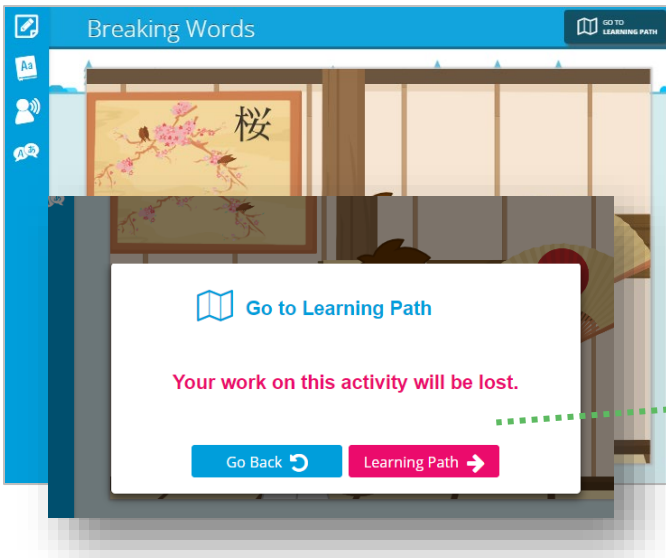 Breaking Words
GO TO
LEARNING PATH
Aa
桜
Go to Learning Path
Your work on this activity will be lost.
Go Back
Learning Path